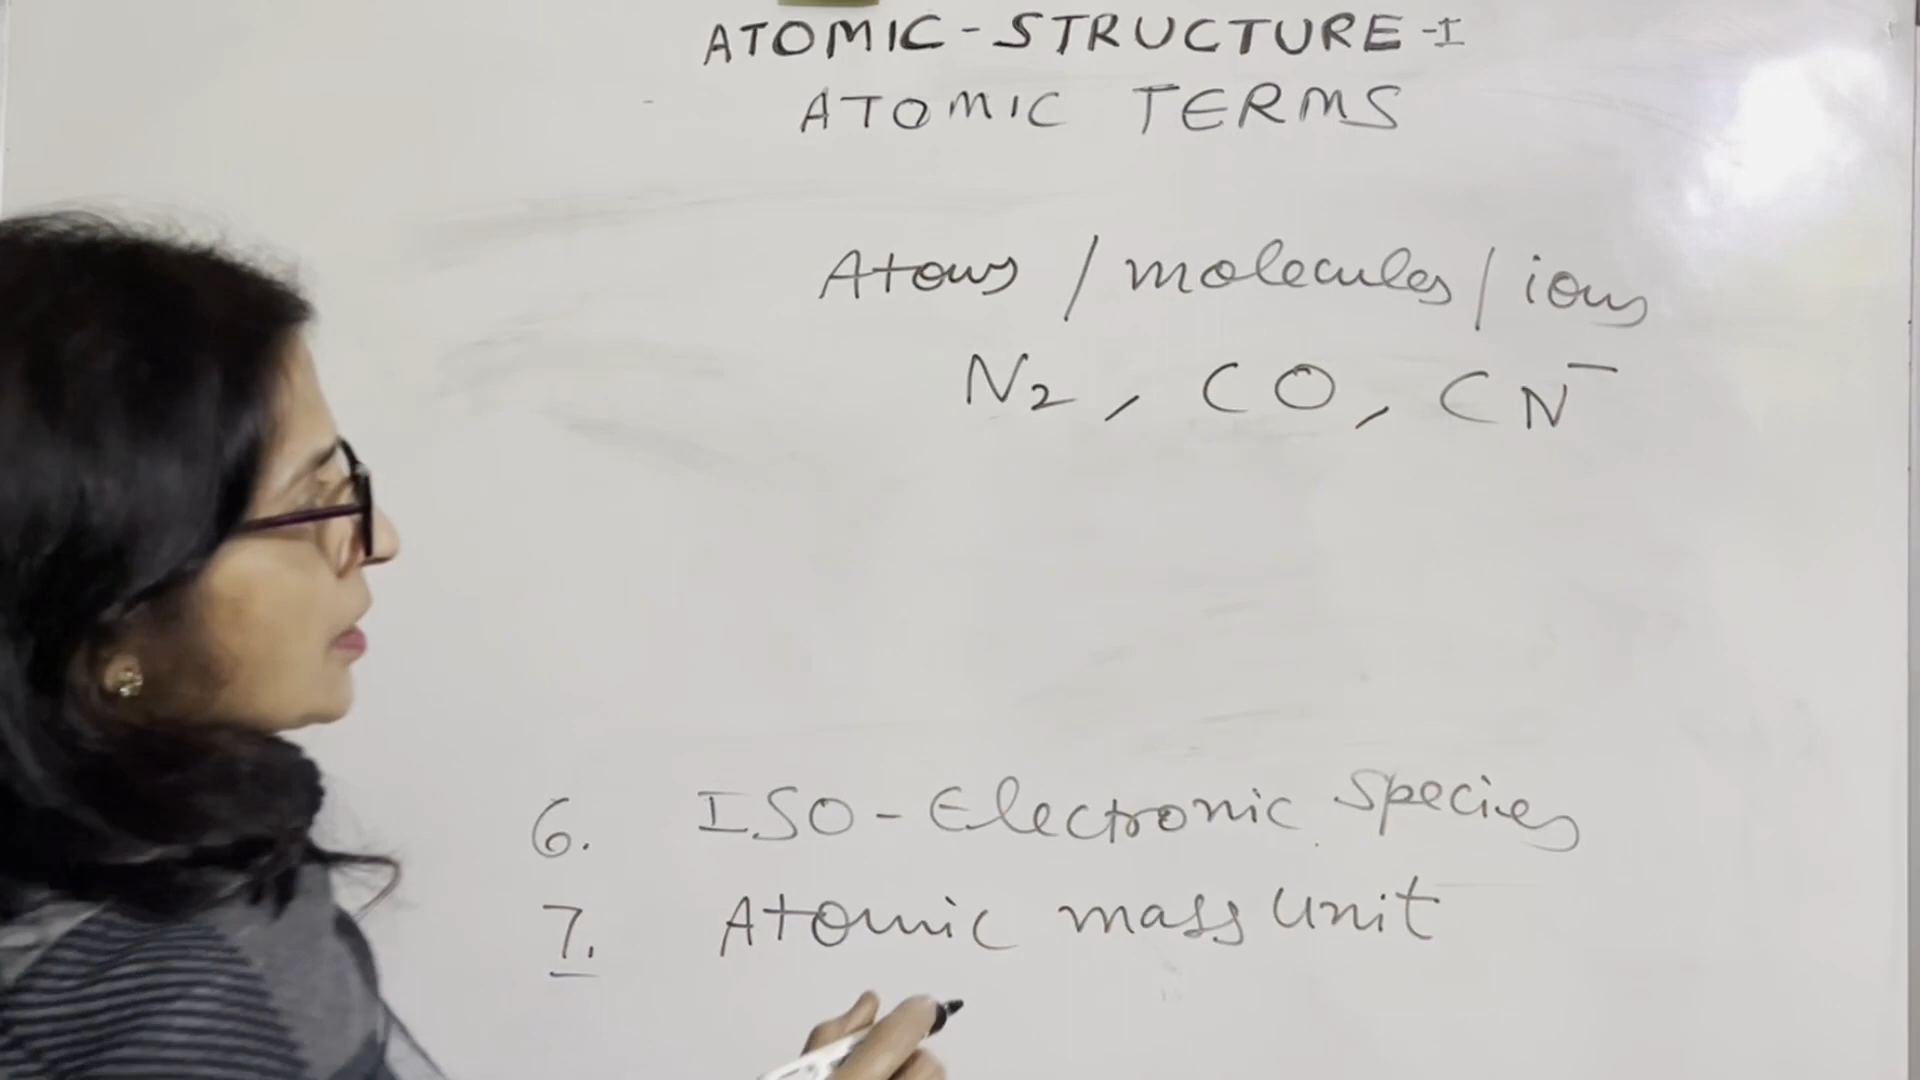 ATOMIC-STRUCTURE-I
ATOMIC TERMS
Atoms / molecules / ions
N2, CO, CN⁻
6. ISO-Electronic Species
7. Atomic mass Unit